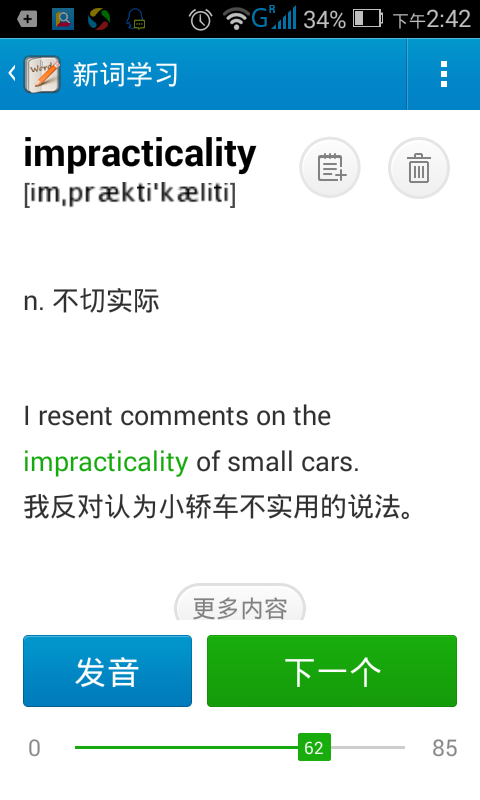 R
G 34% 下午2:42
Words
新词学习
impracticality
[im,prækti'kæliti]
n. 不切实际
I resent comments on the
impracticality of small cars.
我反对认为小轿车不实用的说法。
更多内容
发音 下一个
0 62 85